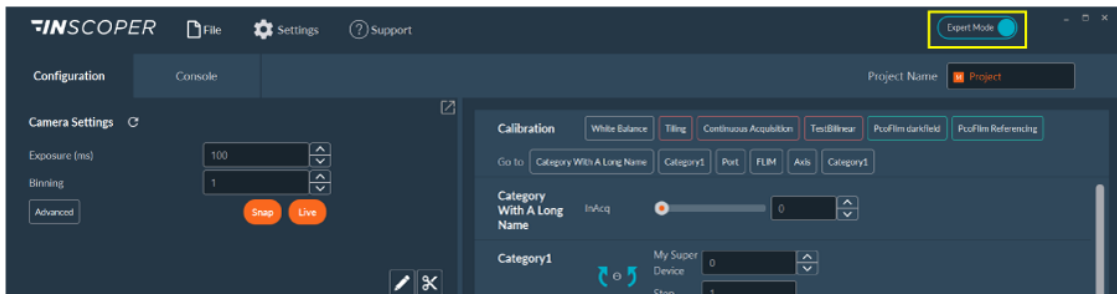 INSCOPER File Settings ? Support Expert Mode
Configuration Console Project Name M Project
Camera Settings
Exposure (ms) 100
Binning 1
Advanced Snap Live
Calibration White Balance Tiling Continuous Acquisition TestBilinear PcoFlim darkfield PcoFlim Referencing
Go to Category With A Long Name Category1 Port FLIM Axis Category1
Category
With A Long
Name
InAcq 0
Category1
My Super
Device
0
Step 1